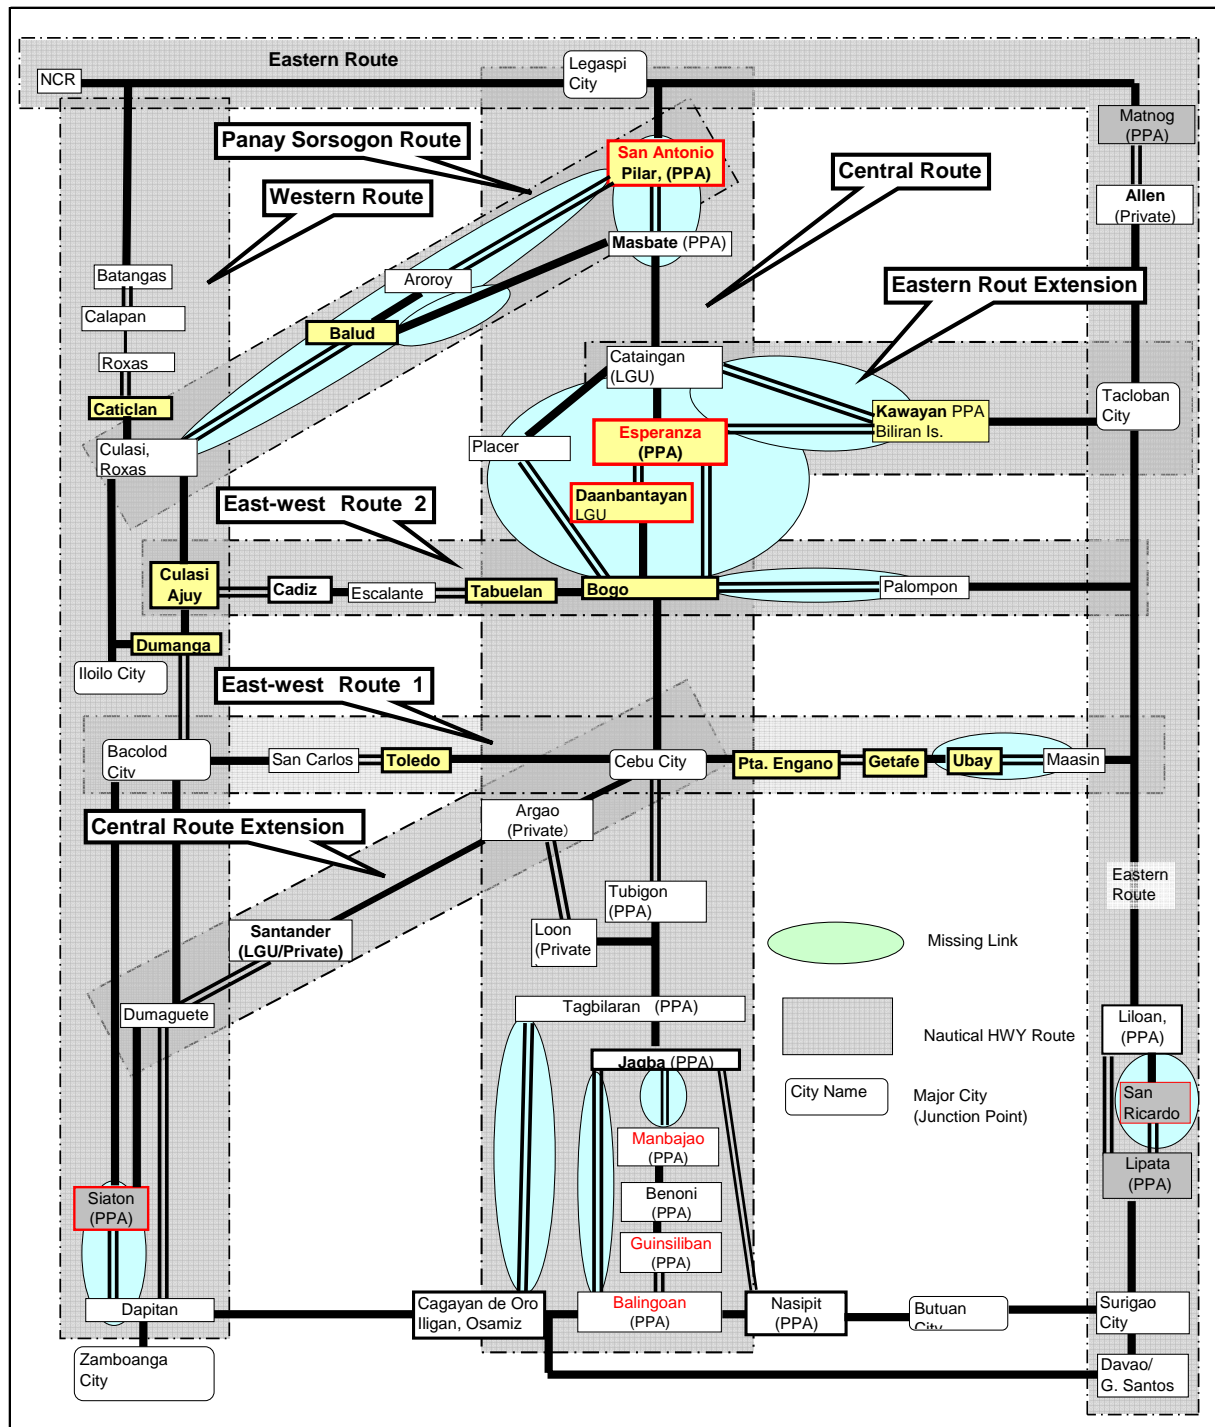 Eastern Route
Legaspi
City
NCR
Matnog
(PPA)
Panay Sorsogon Route
San Antonio
Pilar, (PPA)
Central Route
Western Route
Allen
(Private)
Masbate (PPA)
Batangas
Aroroy
Eastern Rout Extension
Calapan
Balud
Roxas
Cataingan
(LGU)
Caticlan
Tacloban
City
Kawayan PPA
Biliran Is.
Culasi,
Roxas
Placer
Esperanza
(PPA)
East-west Route 2
Daanbantayan
LGU
Culasi
Ajuy
Cadiz
Escalante
Tabuelan
Bogo
Palompon
Dumanga
Iloilo City
East-west Route 1
Bacolod
City
San Carlos
Toledo
Cebu City
Pta. Engano
Getafe
Ubay
Maasin
Central Route Extension
Argao
(Private)
Eastern
Route
Tubigon
(PPA)
Santander
(LGU/Private)
Loon
(Private
)
Missing Link
Dumaguete
Tagbilaran (PPA)
Liloan,
(PPA)
Nautical HWY Route
Jagba (PPA)
City Name
Major City
(Junction Point)
San
Ricardo
Manbajao
(PPA)
Lipata
(PPA)
Siaton
(PPA)
Benoni
(PPA)
Guinsiliban
(PPA)
Dapitan
Cagayan de Oro
Iligan, Osamiz
Balingoan
(PPA)
Nasipit
(PPA)
Butuan
City
Surigao
City
Zamboanga
City
Davao/
G. Santos